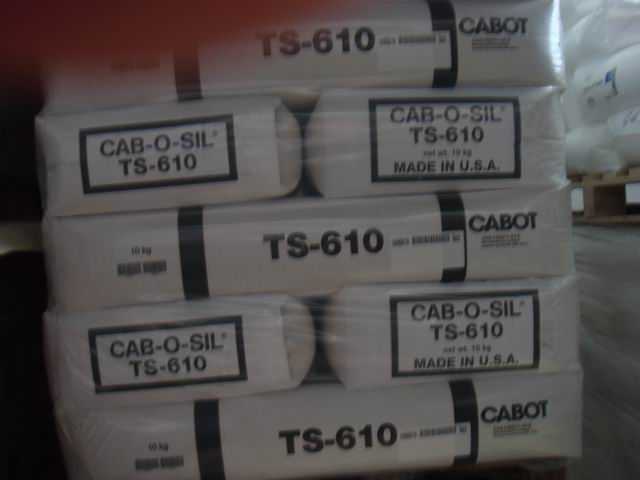 TS-610
CABOT
CAB-O-SIL®
TS-610
CAB-O-SIL®
TS-610
net wt. 10 kg
MADE IN U.S.A.
10 kg
TS-610
CABOT
CAB-O-SIL®
TS-610
CAB-O-SIL®
TS-610
net wt. 10 kg
MADE IN U.S.A.
10 kg
TS-610
CABOT